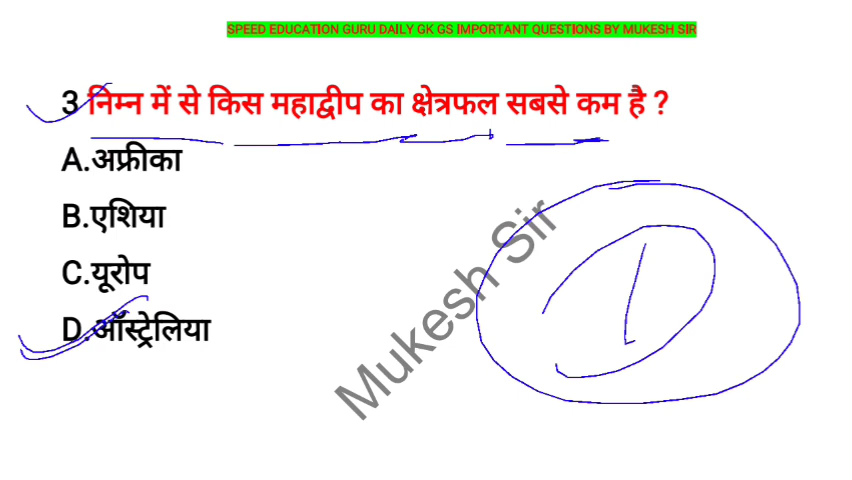 SPEED EDUCATION GURU DAILY GK GS IMPORTANT QUESTIONS BY MUKESH SIR
3 निम्न में से किस महाद्वीप का क्षेत्रफल सबसे कम है ?
A.अफ्रीका
B.एशिया
C.यूरोप
D.ऑस्ट्रेलिया
Mukesh Sir
D